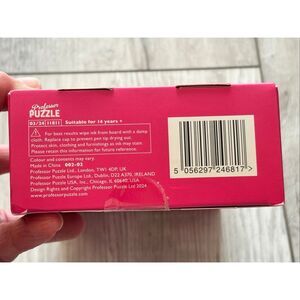 Professor
PUZZLE
03/24 11811
Suitable for 14 years +
For best results wipe ink from board with a damp
cloth. Replace cap to prevent pen tip drying out.
Protect skin, clothing and furnishings as ink may stain.
Please retain this information for future reference.
Colour and contents may vary.
Made in China 002-02
Professor Puzzle Ltd., London, TW1 4DP, UK
Professor Puzzle Europe Ltd., Dublin, D22 A370, IRELAND
Professor Puzzle USA, Inc., Chicago, IL 60640, USA
Design Rights and Copyright Professor Puzzle Ltd 2024
www.professorpuzzle.com
5 056297 246817 >